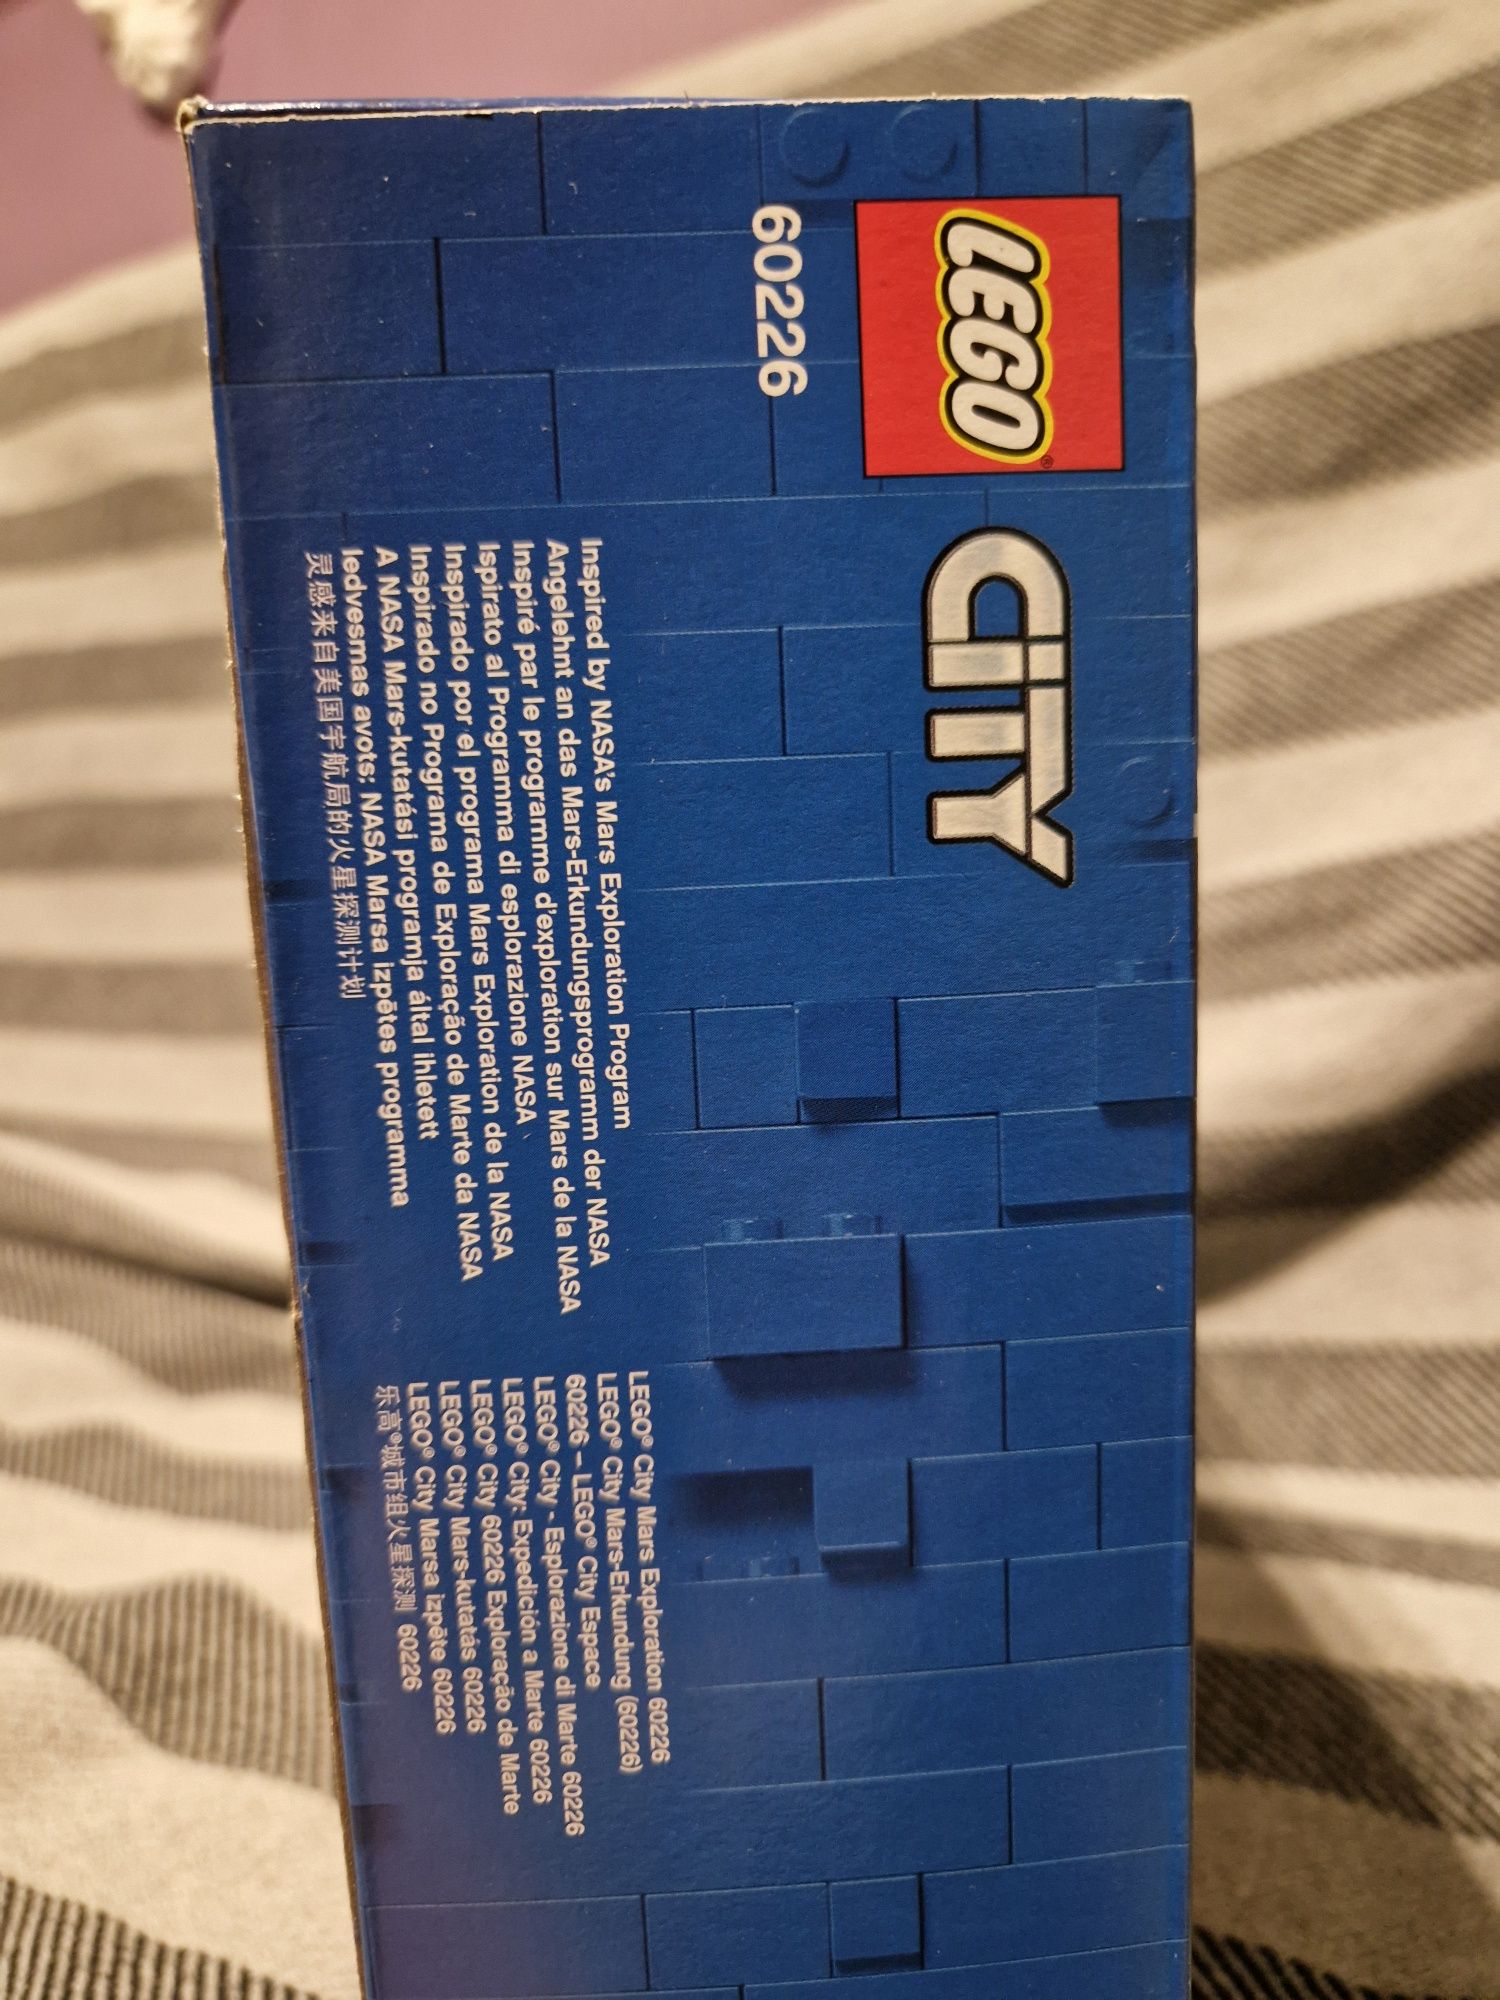 LEGO®
CITY
60226
Inspired by NASA's Mars Exploration Program
Angelehnt an das Mars-Erkundungsprogramm der NASA
Inspiré par le programme d'exploration sur Mars de la NASA
Ispirato al Programma di esplorazione NASA
Inspirado por el programa Mars Exploration de la NASA
Inspirado no Programa de Exploração de Marte da NASA
A NASA Mars-kutatási programja által ihletett
Iedvesmas avots: NASA Marsa izpētes programma
灵感来自美国宇航局的火星探测计划
LEGO® City Mars Exploration 60226
LEGO® City Mars-Erkundung (60226)
60226 – LEGO® City Espace
LEGO® City - Esplorazione di Marte 60226
LEGO® City: Expedición a Marte 60226
LEGO® City 60226 Exploração de Marte
LEGO® City Mars-kutatás 60226
LEGO® City Marsa izpēte 60226
乐高®城市组火星探测 60226